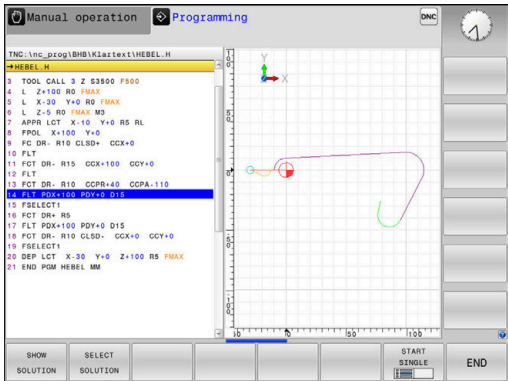 Manual operation
Programming
DNC
TNC:\nc_prog\BHB\Klartext\HEBEL.H
→HEBEL.H
3 TOOL CALL 3 Z S3500 F500
4 L Z+100 R0 FMAX
5 L X-30 Y+0 R0 FMAX
6 L Z-5 R0 FMAX M3
7 APPR LCT X-10 Y+0 R5 RL
8 FPOL X+100 Y+0
9 FC DR- R10 CLSD+ CCX+0
10 FLT
11 FCT DR- R15 CCX+100 CCY+0
12 FLT
13 FCT DR- R10 CCPR+40 CCPA-110
14 FLT PDX+100 PDY+0 D15
15 FSELECT1
16 FCT DR+ R5
17 FLT PDX+100 PDY+0 D15
18 FCT DR- R10 CLSD- CCX+0 CCY+0
19 FSELECT1
20 DEP LCT X-30 Y+0 Z+100 R5 FMAX
21 END PGM HEBEL MM
Y
X
50
100
SHOW SOLUTION
SELECT SOLUTION
START SINGLE
END